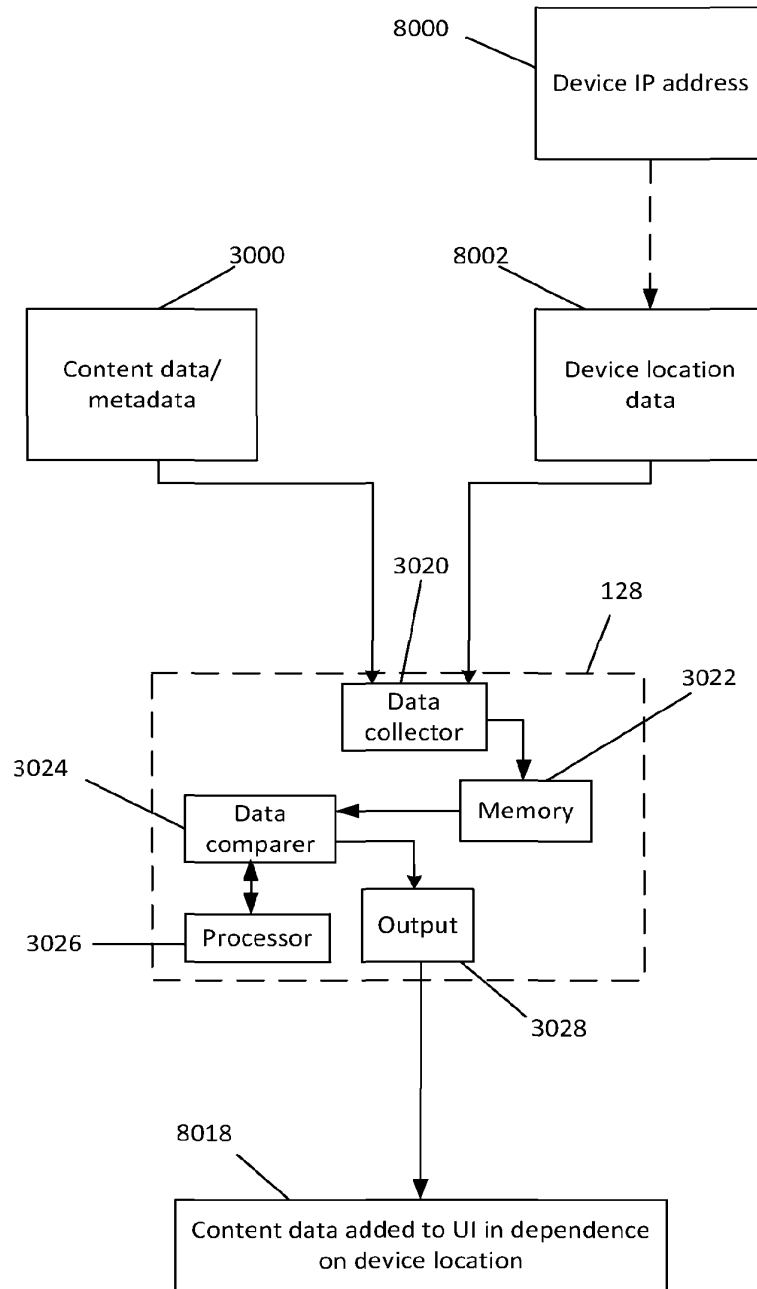 8000
Device IP address
3000
8002
Content data/
metadata
Device location
data
3020
128
3022
Data
collector
3024
Data
comparer
Memory
3026
Processor
Output
3028
8018
Content data added to UI in dependence
on device location